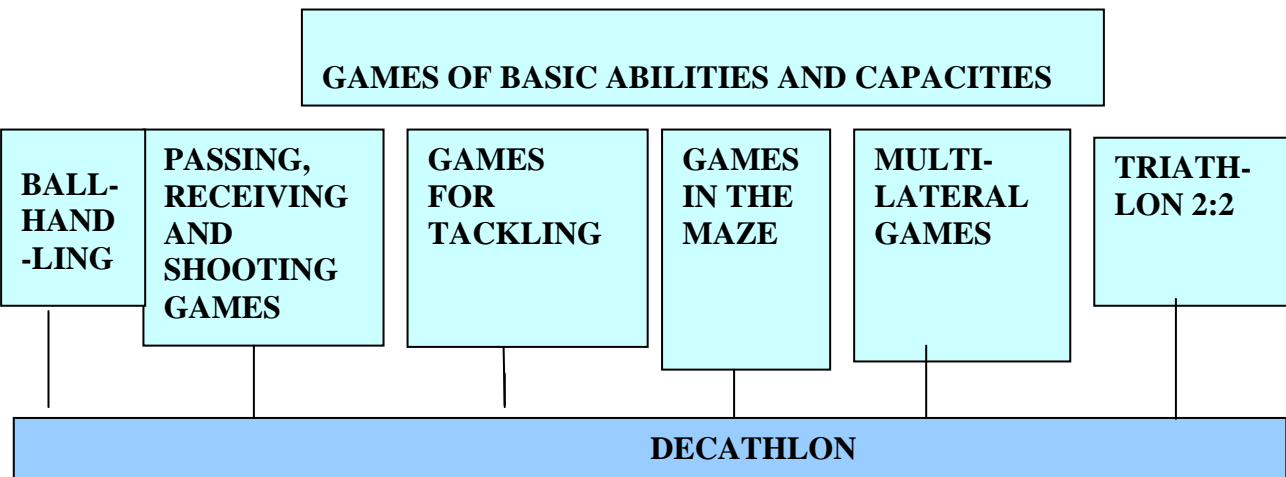 GAMES OF BASIC ABILITIES AND CAPACITIES
BALL-
HAND
-LING
PASSING,
RECEIVING
AND
SHOOTING
GAMES
GAMES
FOR
TACKLING
GAMES
IN THE
MAZE
MULTI-
LATERAL
GAMES
TRIATH-
LON 2:2
DECATHLON